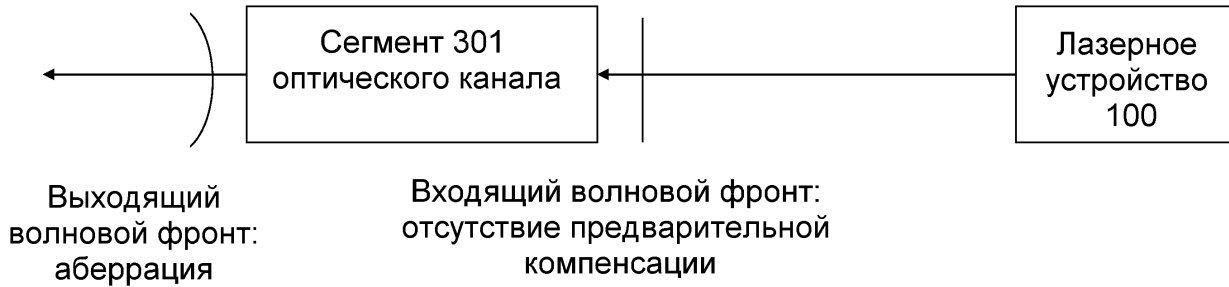 Сегмент 301
оптического канала
Лазерное
устройство
100
Выходящий
волновой фронт:
аберрация
Входящий волновой фронт:
отсутствие предварительной
компенсации